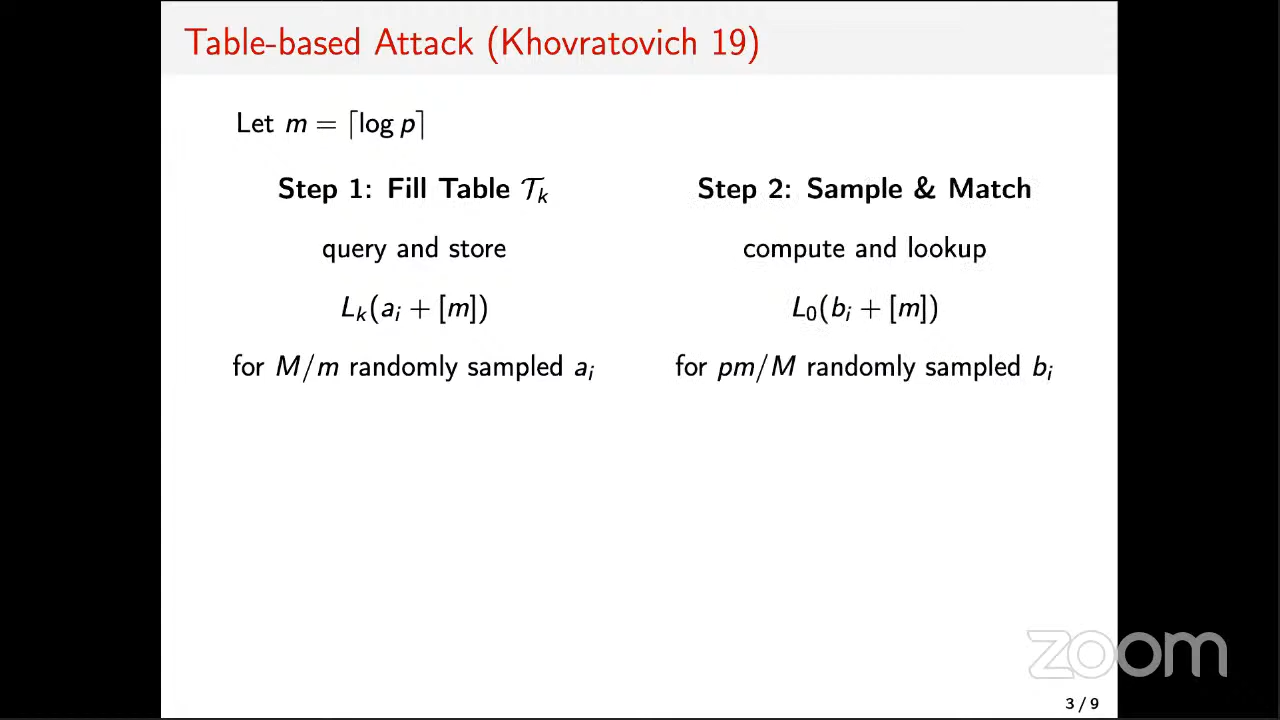 Table-based Attack (Khovratovich 19)
Let m = ⌈log p⌉
Step 1: Fill Table 𝒯ₖ
query and store
Lₖ(aᵢ + [m])
for M/m randomly sampled aᵢ
Step 2: Sample & Match
compute and lookup
L₀(bᵢ + [m])
for pm/M randomly sampled bᵢ
zoom
3 / 9